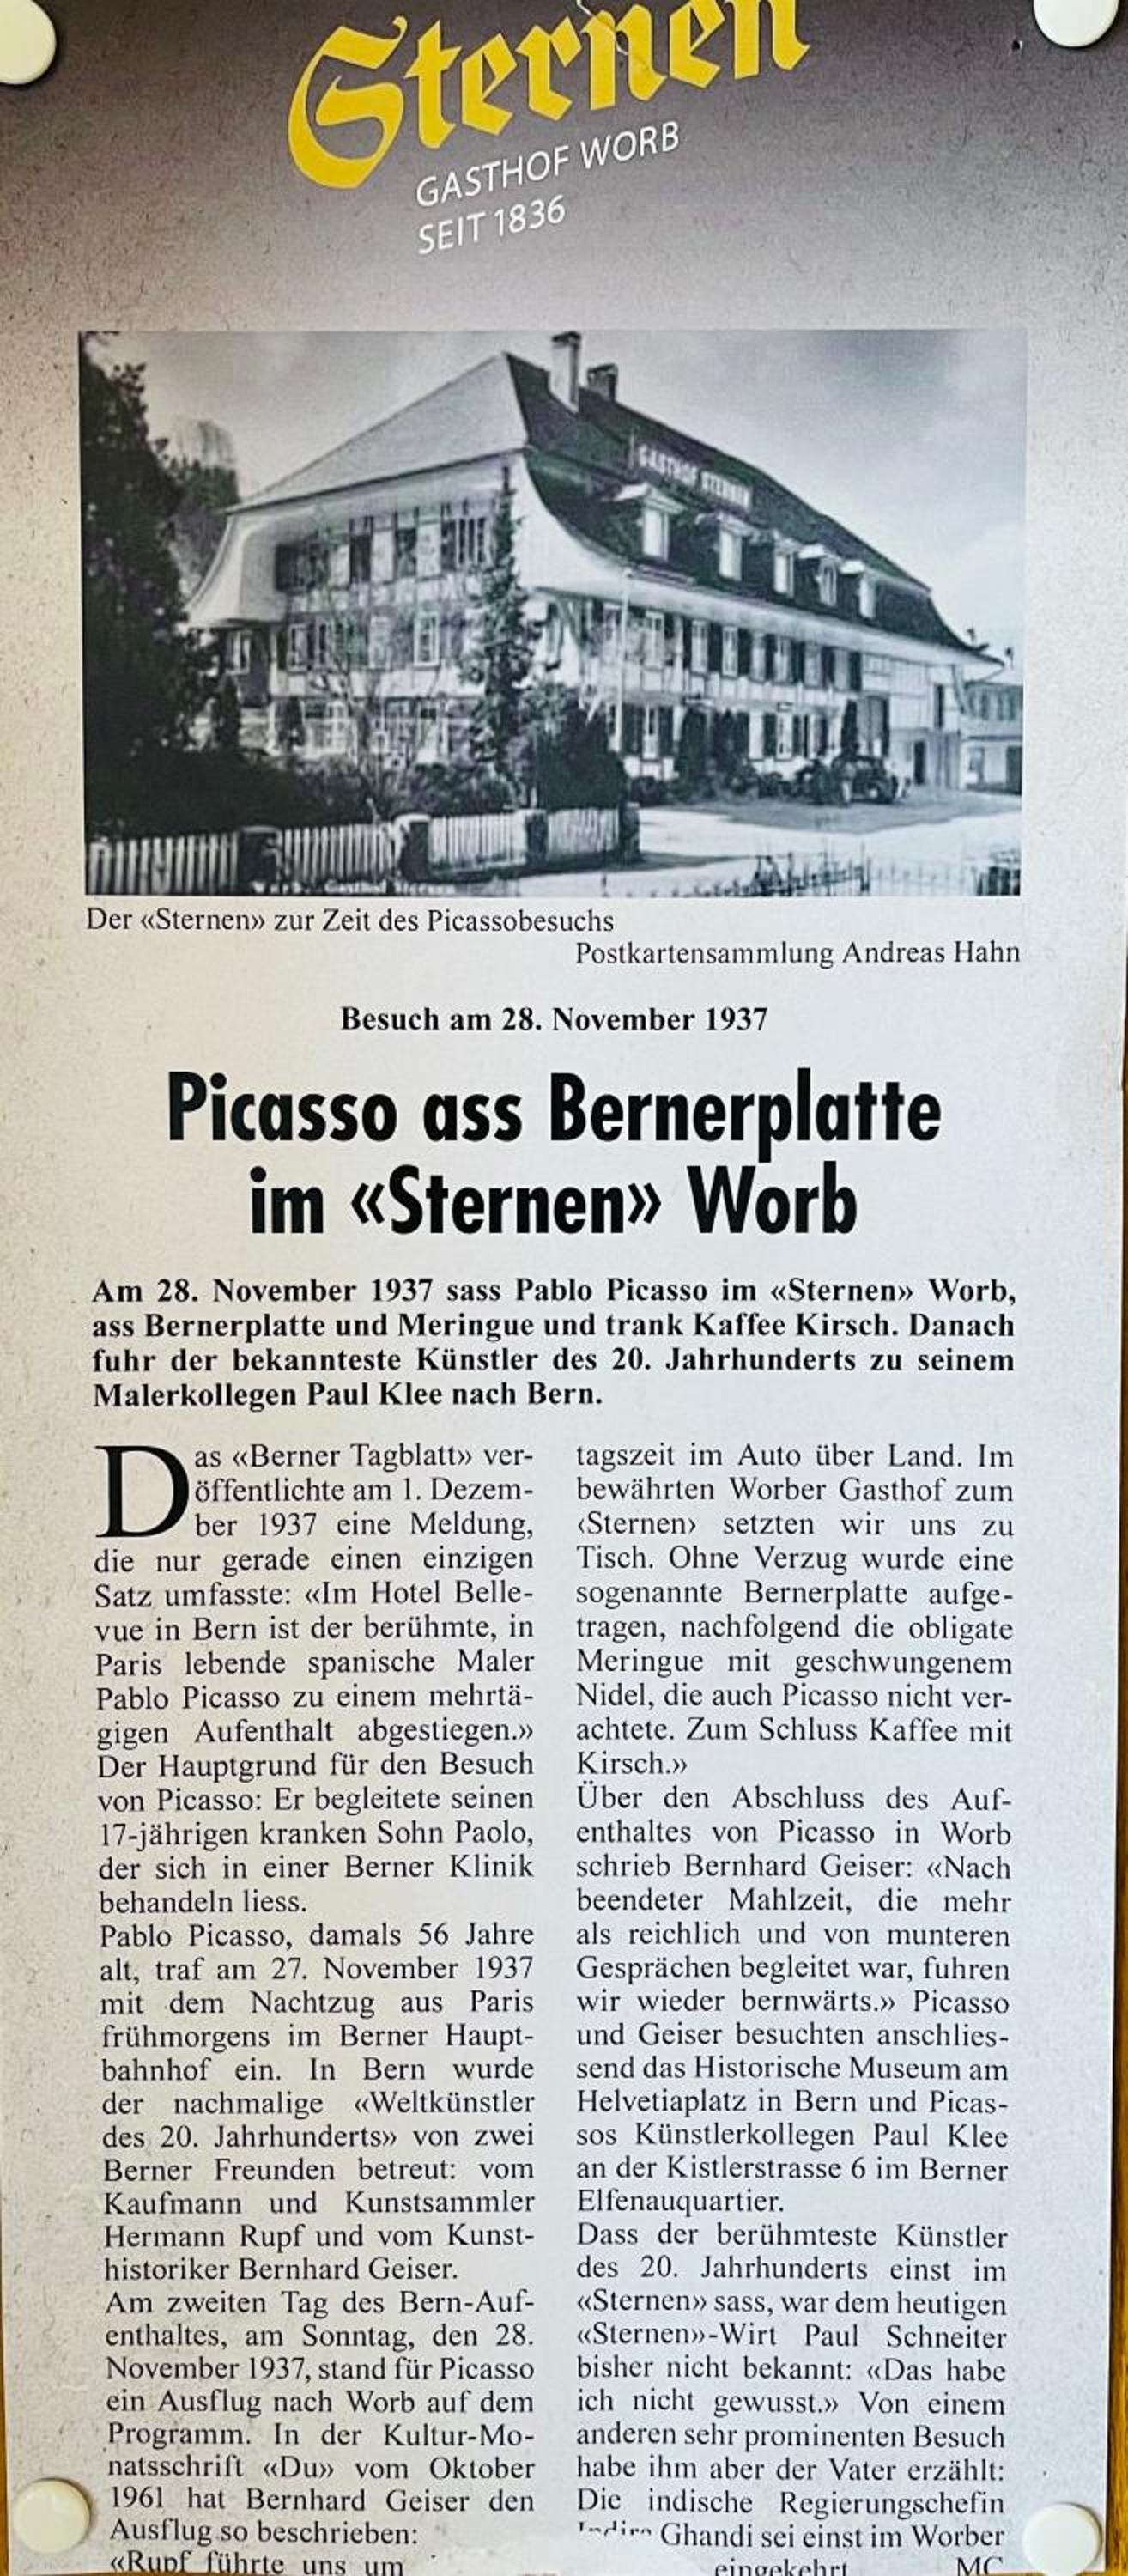 Sternen
GASTHOF WORB
SEIT 1836
GASTHOF STERNEN
Der «Sternen» zur Zeit des Picassobesuchs
Postkartensammlung Andreas Hahn
Besuch am 28. November 1937
Picasso ass Bernerplatte
im «Sternen» Worb
Am 28. November 1937 sass Pablo Picasso im «Sternen» Worb,
ass Bernerplatte und Meringue und trank Kaffee Kirsch. Danach
fuhr der bekannteste Künstler des 20. Jahrhunderts zu seinem
Malerkollegen Paul Klee nach Bern.
Das «Berner Tagblatt» ver-
öffentlichte am 1. Dezem-
ber 1937 eine Meldung,
die nur gerade einen einzigen
Satz umfasste: «Im Hotel Belle-
vue in Bern ist der berühmte, in
Paris lebende spanische Maler
Pablo Picasso zu einem mehrtä-
gigen Aufenthalt abgestiegen.»
Der Hauptgrund für den Besuch
von Picasso: Er begleitete seinen
17-jährigen kranken Sohn Paolo,
der sich in einer Berner Klinik
behandeln liess.
Pablo Picasso, damals 56 Jahre
alt, traf am 27. November 1937
mit dem Nachtzug aus Paris
frühmorgens im Berner Haupt-
bahnhof ein. In Bern wurde
der nachmalige «Weltkünstler
des 20. Jahrhunderts» von zwei
Berner Freunden betreut: vom
Kaufmann und Kunstsammler
Hermann Rupf und vom Kunst-
historiker Bernhard Geiser.
Am zweiten Tag des Bern-Auf-
enthaltes, am Sonntag, den 28.
November 1937, stand für Picasso
ein Ausflug nach Worb auf dem
Programm. In der Kultur-Mo-
natsschrift «Du» vom Oktober
1961 hat Bernhard Geiser den
Ausflug so beschrieben:
«Rupf führte uns um
tagszeit im Auto über Land. Im
bewährten Worber Gasthof zum
‹Sternen› setzten wir uns zu
Tisch. Ohne Verzug wurde eine
sogenannte Bernerplatte aufge-
tragen, nachfolgend die obligate
Meringue mit geschwungenem
Nidel, die auch Picasso nicht ver-
achtete. Zum Schluss Kaffee mit
Kirsch.»
Über den Abschluss des Auf-
enthaltes von Picasso in Worb
schrieb Bernhard Geiser: «Nach
beendeter Mahlzeit, die mehr
als reichlich und von munteren
Gesprächen begleitet war, fuhren
wir wieder bernwärts.» Picasso
und Geiser besuchten anschlies-
send das Historische Museum am
Helvetiaplatz in Bern und Picas-
sos Künstlerkollegen Paul Klee
an der Kistlerstrasse 6 im Berner
Elfenauquartier.
Dass der berühmteste Künstler
des 20. Jahrhunderts einst im
«Sternen» sass, war dem heutigen
«Sternen»-Wirt Paul Schneiter
bisher nicht bekannt: «Das habe
ich nicht gewusst.» Von einem
anderen sehr prominenten Besuch
habe ihm aber der Vater erzählt:
Die indische Regierungschefin
Ghandi sei einst im Worber
eingekehrt. MC